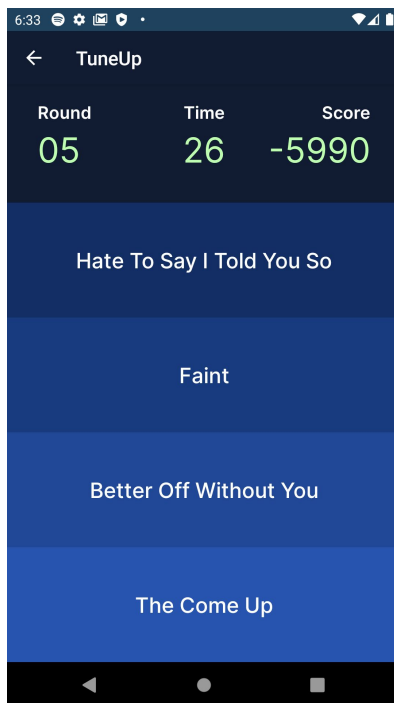 6:33
TuneUp
Round Time Score
05 26 -5990
Hate To Say I Told You So
Faint
Better Off Without You
The Come Up